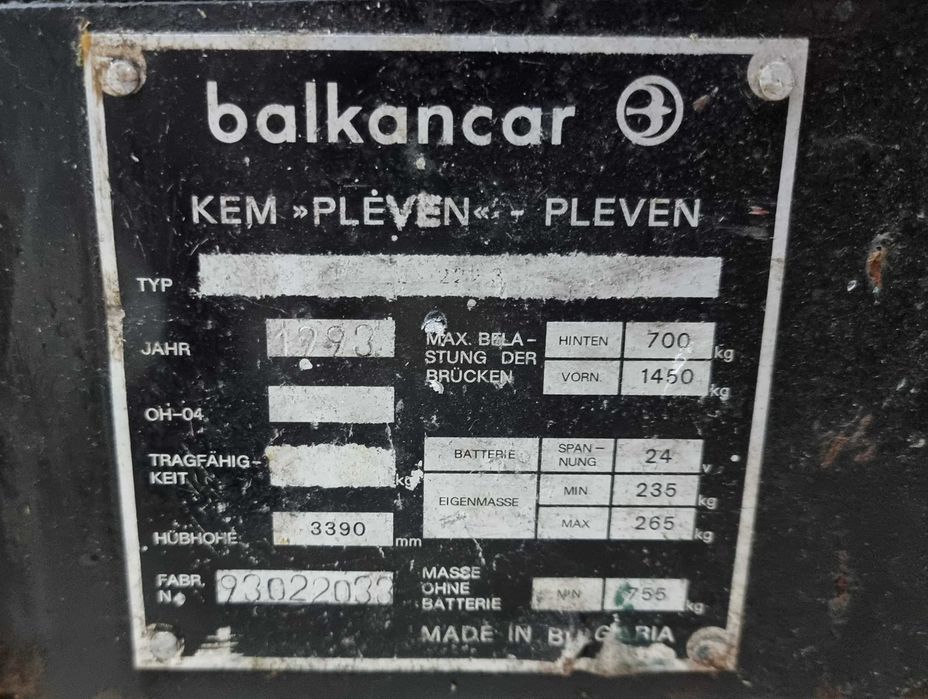 balkancar
KEM »PLEVEN« - PLEVEN
TYP
JAHR 1993
MAX. BELA-
STUNG DER
BRÜCKEN
HINTEN 700 kg
VORN. 1450 kg
OH-04
TRAGFÄHIG-
KEIT kg
BATTERIE SPAN-
NUNG 24 v
EIGENMASSE MIN 235 kg
MAX 265 kg
HÜBHÖHE 3390 mm
FABR.
N. 93022033
MASSE
OHNE
BATTERIE MIN 755 kg
MADE IN BULGARIA